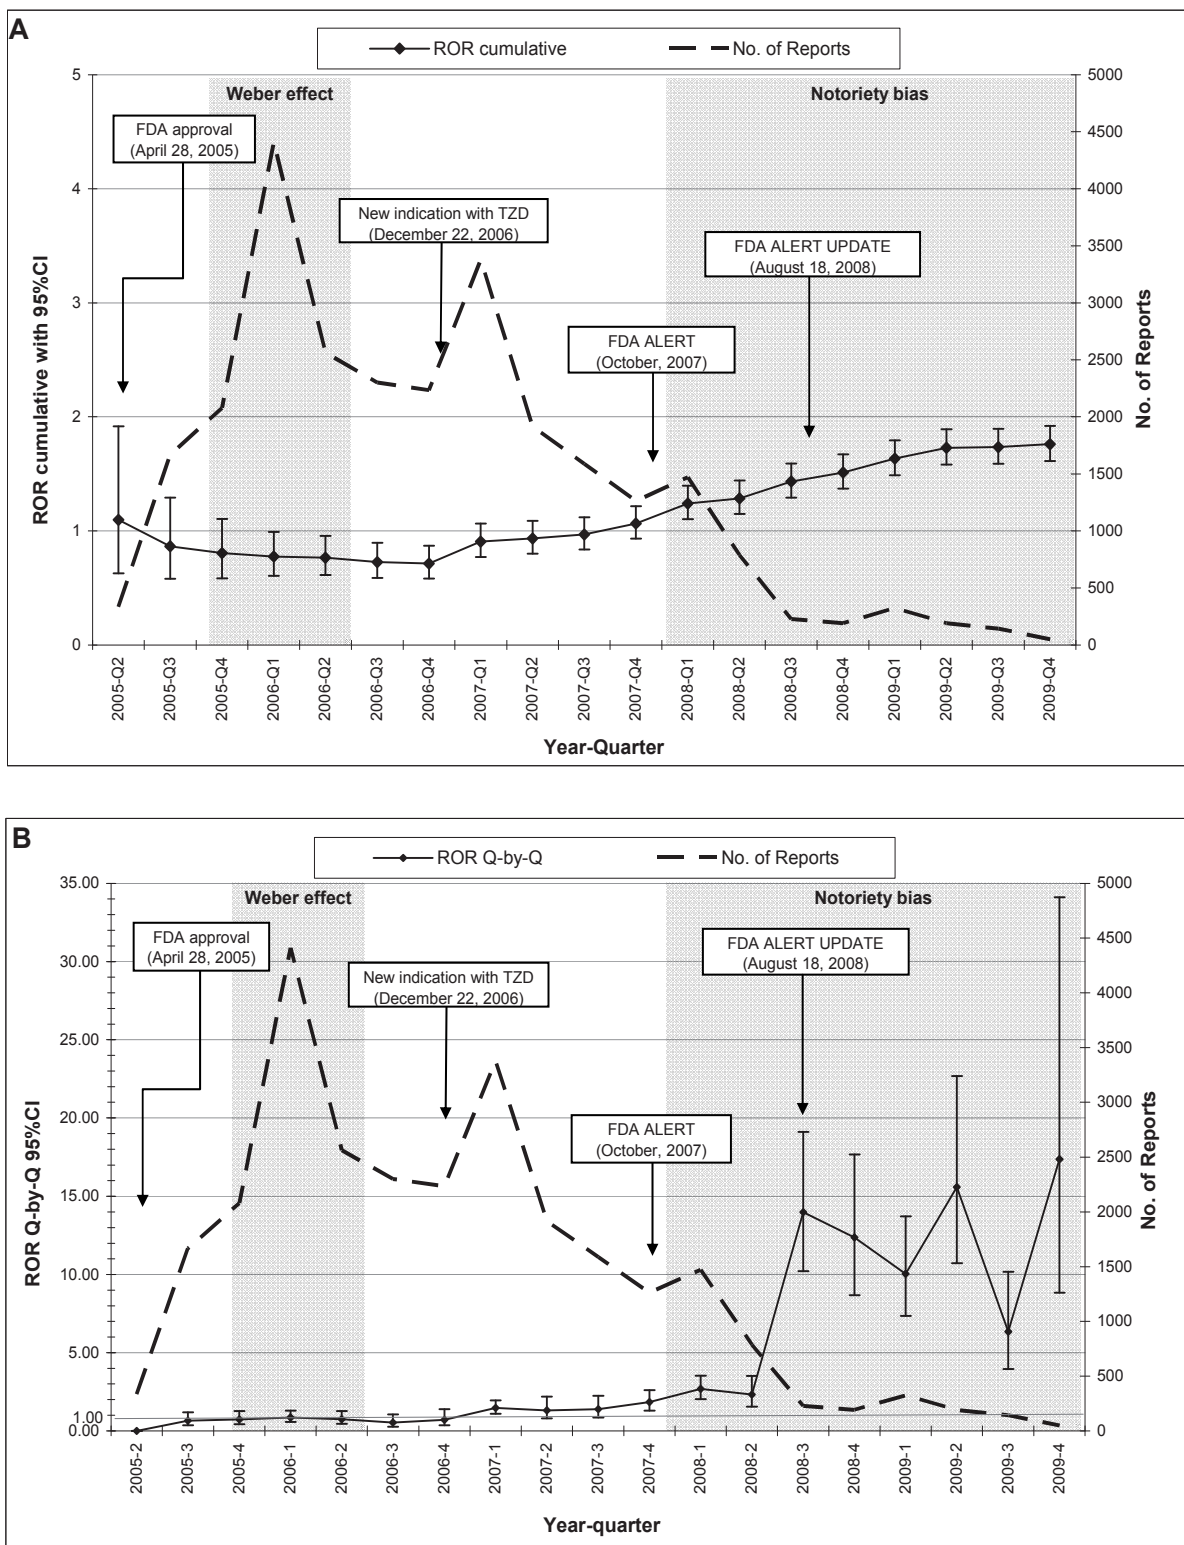 A
ROR cumulative
No. of Reports
Weber effect
Notoriety bias
FDA approval
(April 28, 2005)
New indication with TZD
(December 22, 2006)
FDA ALERT UPDATE
(August 18, 2008)
FDA ALERT
(October, 2007)
ROR cumulative with 95%CI
5
4
3
2
1
0
No. of Reports
5000
4500
4000
3500
3000
2500
2000
1500
1000
500
0
2005-Q2
2005-Q3
2005-Q4
2006-Q1
2006-Q2
2006-Q3
2006-Q4
2007-Q1
2007-Q2
2007-Q3
2007-Q4
2008-Q1
2008-Q2
2008-Q3
2008-Q4
2009-Q1
2009-Q2
2009-Q3
2009-Q4
Year-Quarter
B
ROR Q-by-Q
No. of Reports
Weber effect
Notoriety bias
FDA approval
(April 28, 2005)
FDA ALERT UPDATE
(August 18, 2008)
New indication with TZD
(December 22, 2006)
FDA ALERT
(October, 2007)
ROR Q-by-Q 95%CI
35.00
30.00
25.00
20.00
15.00
10.00
5.00
1.00
0.00
No. of Reports
5000
4500
4000
3500
3000
2500
2000
1500
1000
500
0
2005-2
2005-3
2005-4
2006-1
2006-2
2006-3
2006-4
2007-1
2007-2
2007-3
2007-4
2008-1
2008-2
2008-3
2008-4
2009-1
2009-2
2009-3
2009-4
Year-quarter